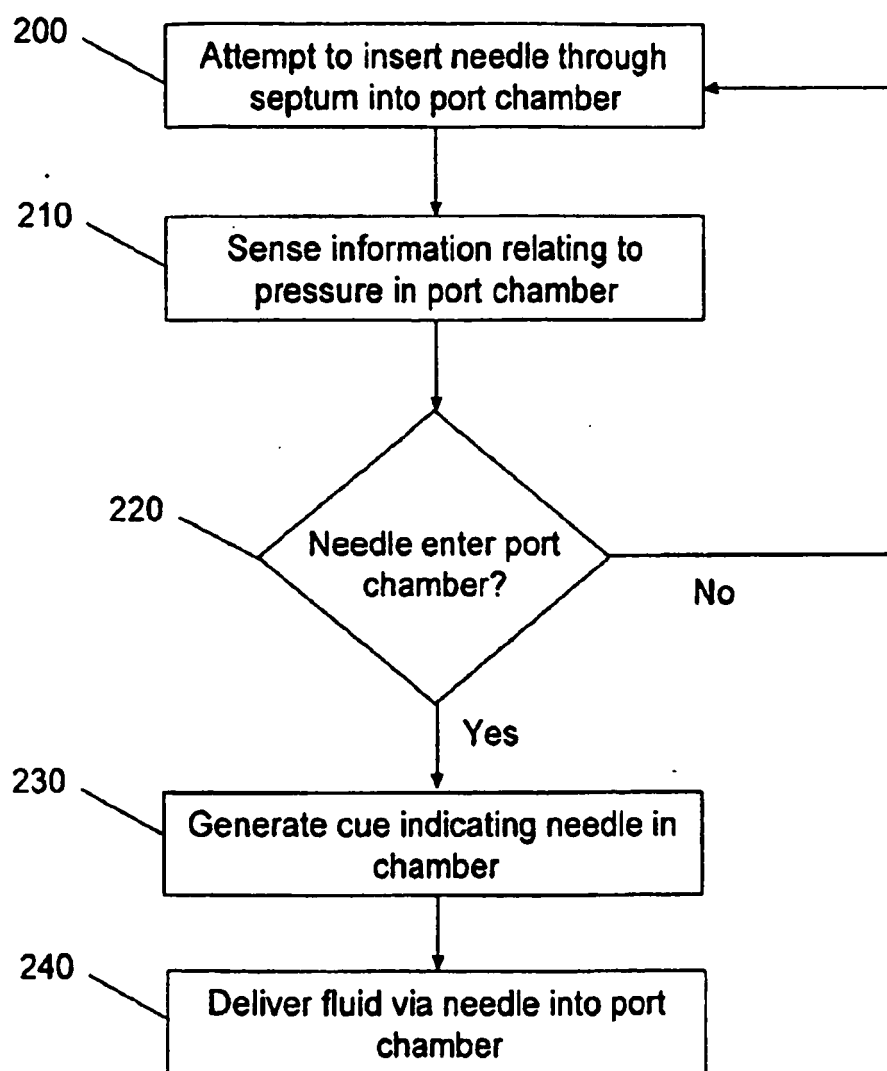 200
Attempt to insert needle through
septum into port chamber
210
Sense information relating to
pressure in port chamber
220
Needle enter port
chamber?
No
Yes
230
Generate cue indicating needle in
chamber
240
Deliver fluid via needle into port
chamber